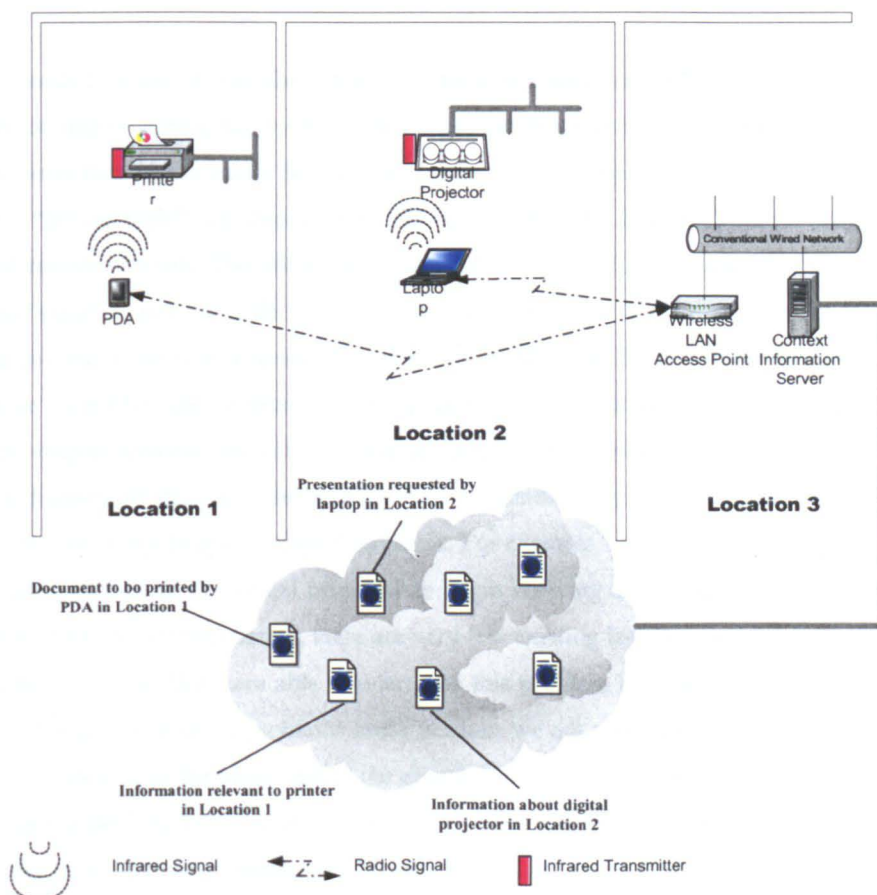 Printe
r
Digital
Projector
Conventional Wired Network
PDA
Lapto
p
Wireless
LAN
Access Point
Context
Information
Server
Location 2
Location 1
Location 3
Presentation requested by
laptop in Location 2
Document to bo printed by
PDA in Location 1
Information relevant to printer
in Location 1
Information about digital
projector in Location 2
Infrared Signal
Radio Signal
Infrared Transmitter